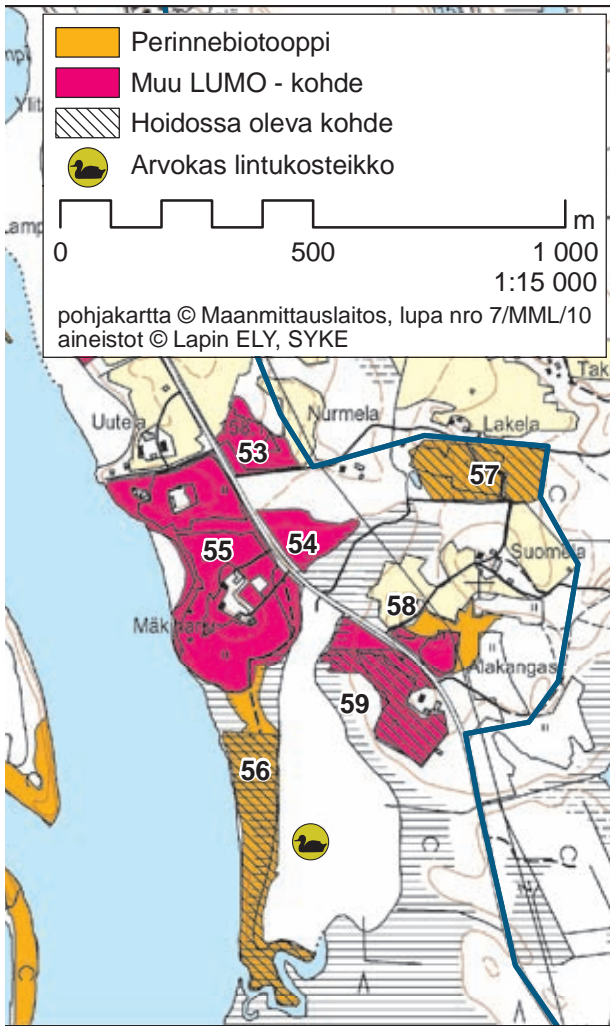 Perinnebiotooppi
Muu LUMO - kohde
Hoidossa oleva kohde
Arvokas lintukosteikko
m
0 500 1 000
1:15 000
pohjakartta © Maanmittauslaitos, lupa nro 7/MML/10
aineistot © Lapin ELY, SYKE
Uutela
Nurmela
Lakela
53
57
54
55
Suomela
58
Alakangas
59
56